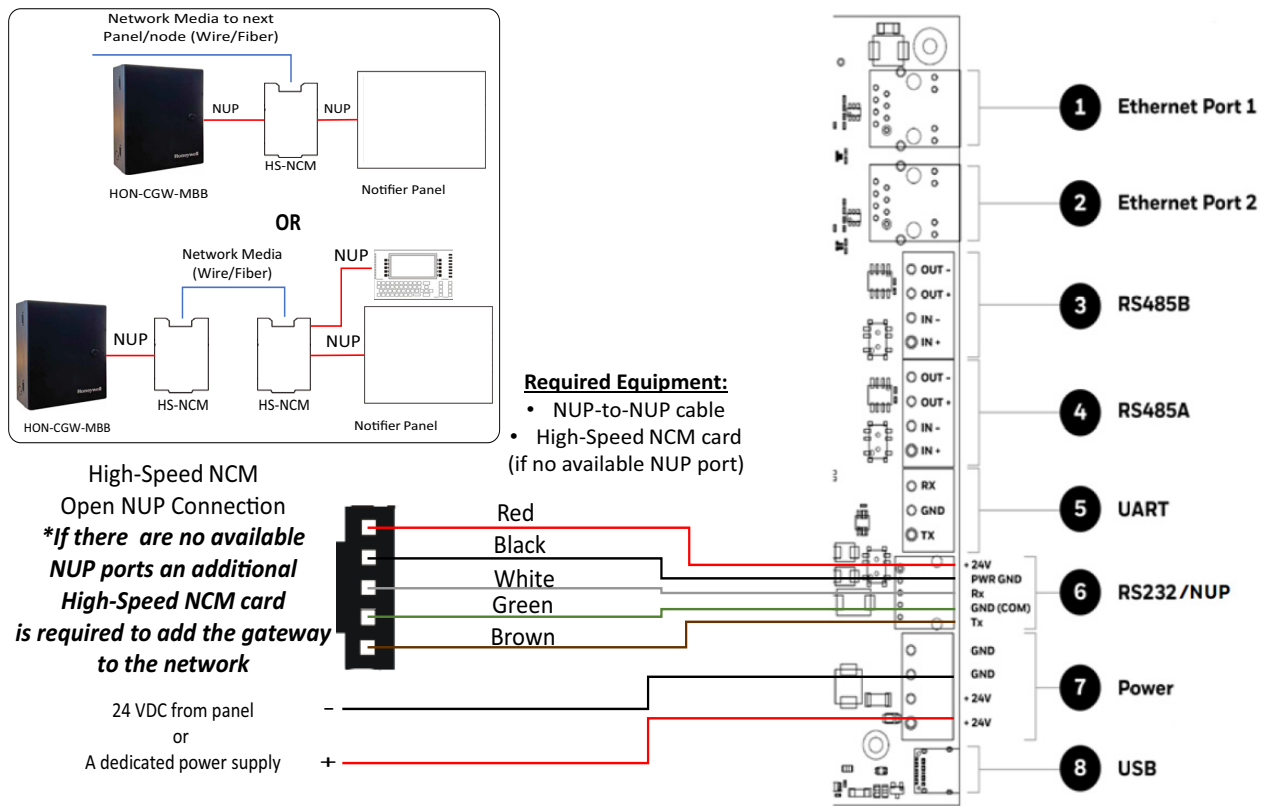 Network Media to next
Panel/node (Wire/Fiber)
NUP
NUP
Honeywell
HS-NCM
HON-CGW-MBB
Notifier Panel
OR
Network Media
(Wire/Fiber)
NUP
NUP
NUP
Honeywell
HS-NCM
HS-NCM
HON-CGW-MBB
Notifier Panel
Required Equipment:
• NUP-to-NUP cable
• High-Speed NCM card
(if no available NUP port)
High-Speed NCM
Open NUP Connection
*If there are no available
NUP ports an additional
High-Speed NCM card
is required to add the gateway
to the network
Red
Black
White
Green
Brown
24 VDC from panel
or
A dedicated power supply
–
+
1 Ethernet Port 1
2 Ethernet Port 2
OUT -
OUT +
IN -
IN +
3 RS485B
OUT -
OUT +
IN -
IN +
4 RS485A
RX
GND
TX
5 UART
+ 24V
PWR GND
Rx
GND (COM)
Tx
6 RS232/NUP
GND
GND
+ 24V
+ 24V
7 Power
8 USB